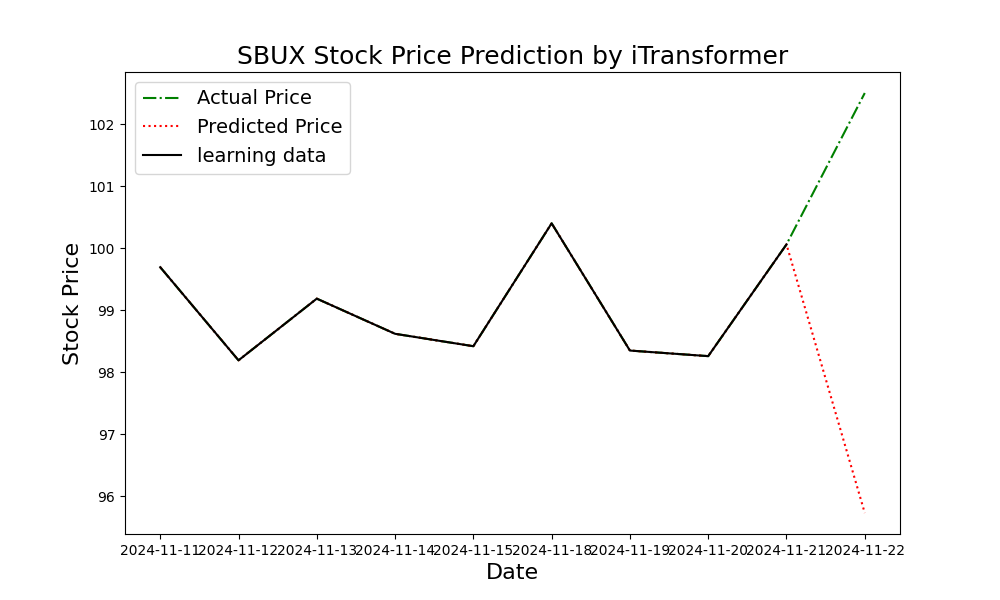 SBUX Stock Price Prediction by iTransformer
Actual Price
Predicted Price
learning data
Stock Price
102
101
100
99
98
97
96
2024-11-11 2024-11-12 2024-11-13 2024-11-14 2024-11-15 2024-11-18 2024-11-19 2024-11-20 2024-11-21 2024-11-22
Date